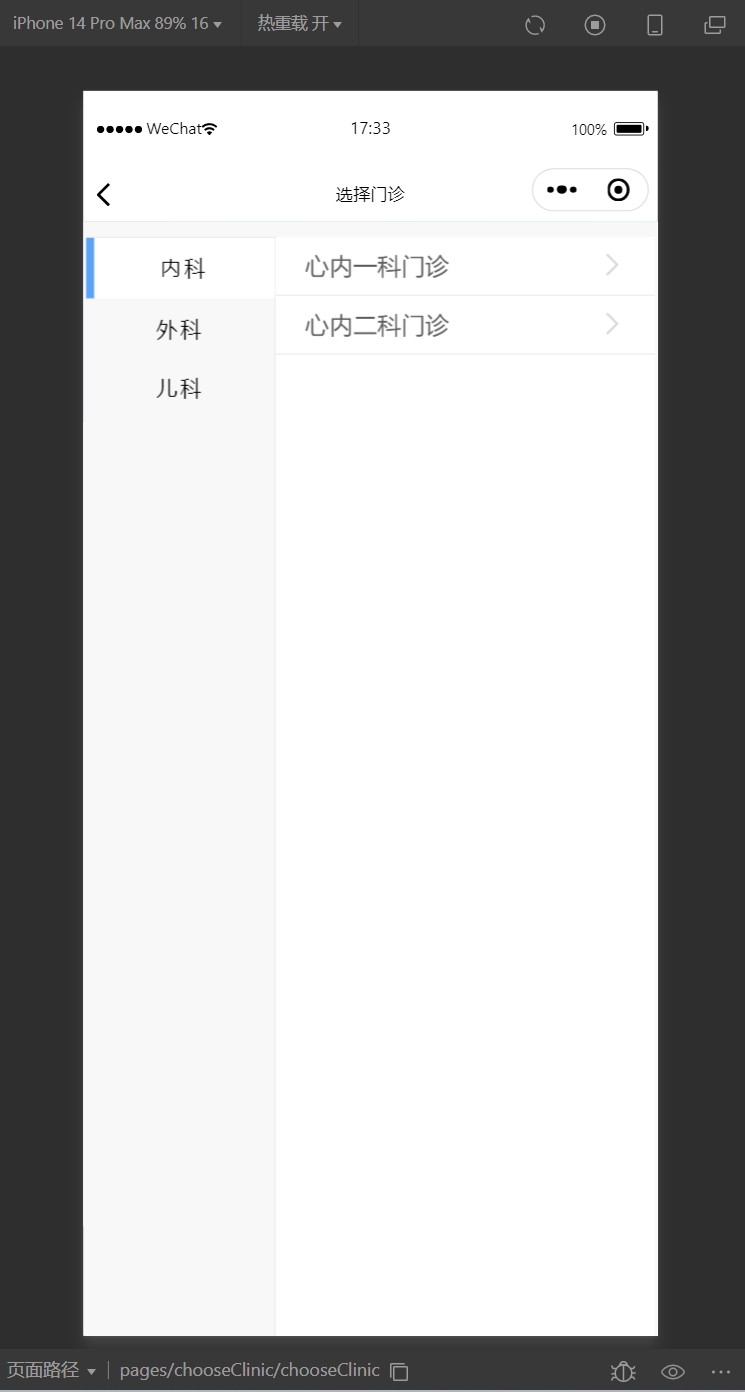 iPhone 14 Pro Max 89% 16 热重载 开
WeChat 17:33 100%
选择门诊
内科
心内一科门诊
外科
心内二科门诊
儿科
页面路径 pages/chooseClinic/chooseClinic